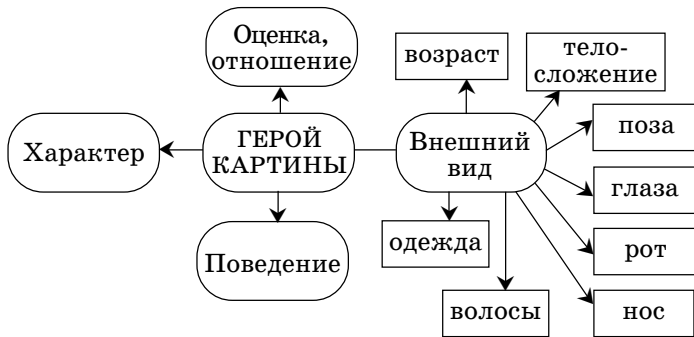 Оценка,
отношение
возраст
тело-
сложение
Характер
ГЕРОЙ
КАРТИНЫ
Внешний
вид
поза
глаза
Поведение
одежда
рот
волосы
нос